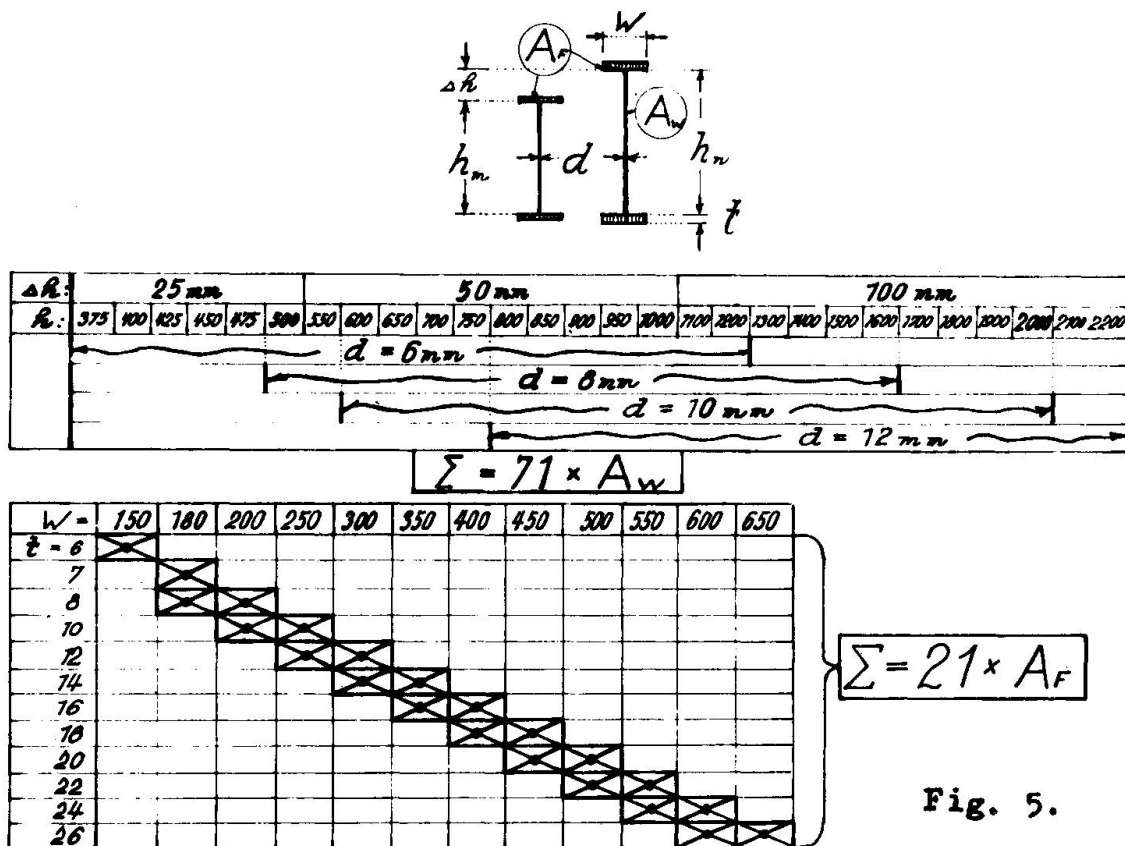 W
A_F
Δh
A_W
h_m d h_n
t
Δh: 25 mm 50 mm 100 mm
h: 375 400 425 450 475 500 550 600 650 700 750 800 850 900 950 1000 1100 1200 1300 1400 1500 1600 1700 1800 1900 2000 2100 2200
d = 6 mm
d = 8 mm
d = 10 mm
d = 12 mm
Σ = 71 × A_W
W = 150 180 200 250 300 350 400 450 500 550 600 650
t = 6
7
8
10
12
14
16
18
20
22
24
26
Σ = 21 × A_F
Fig. 5.